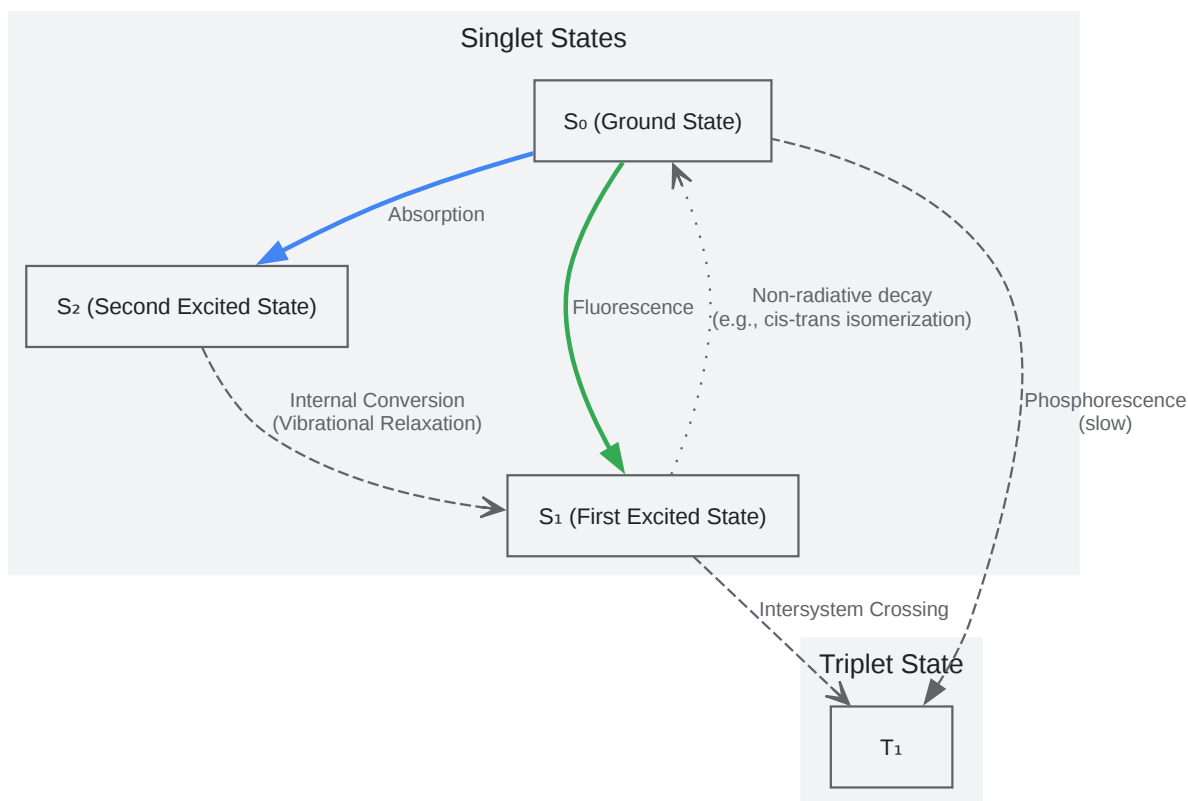 Singlet States
S₀ (Ground State)
Absorption
S₂ (Second Excited State)
Fluorescence
Non-radiative decay
(e.g., cis-trans isomerization)
Internal Conversion
(Vibrational Relaxation)
Phosphorescence
(slow)
S₁ (First Excited State)
Intersystem Crossing
Triplet State
T₁